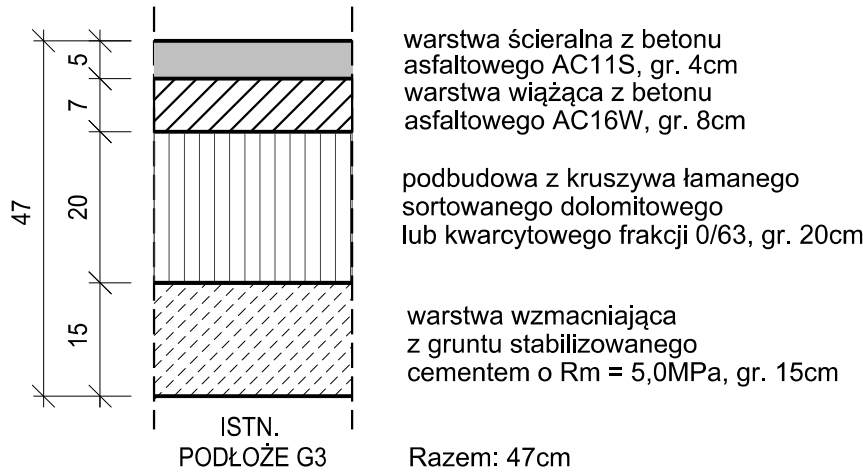 warstwa ścieralna z betonu
asfaltowego AC11S, gr. 4cm
warstwa wiążąca z betonu
asfaltowego AC16W, gr. 8cm
podbudowa z kruszywa łamanego
sortowanego dolomitowego
lub kwarcytowego frakcji 0/63, gr. 20cm
warstwa wzmacniająca
z gruntu stabilizowanego
cementem o Rm = 5,0MPa, gr. 15cm
5
7
20
15
47
ISTN.
PODŁOŻE G3
Razem: 47cm